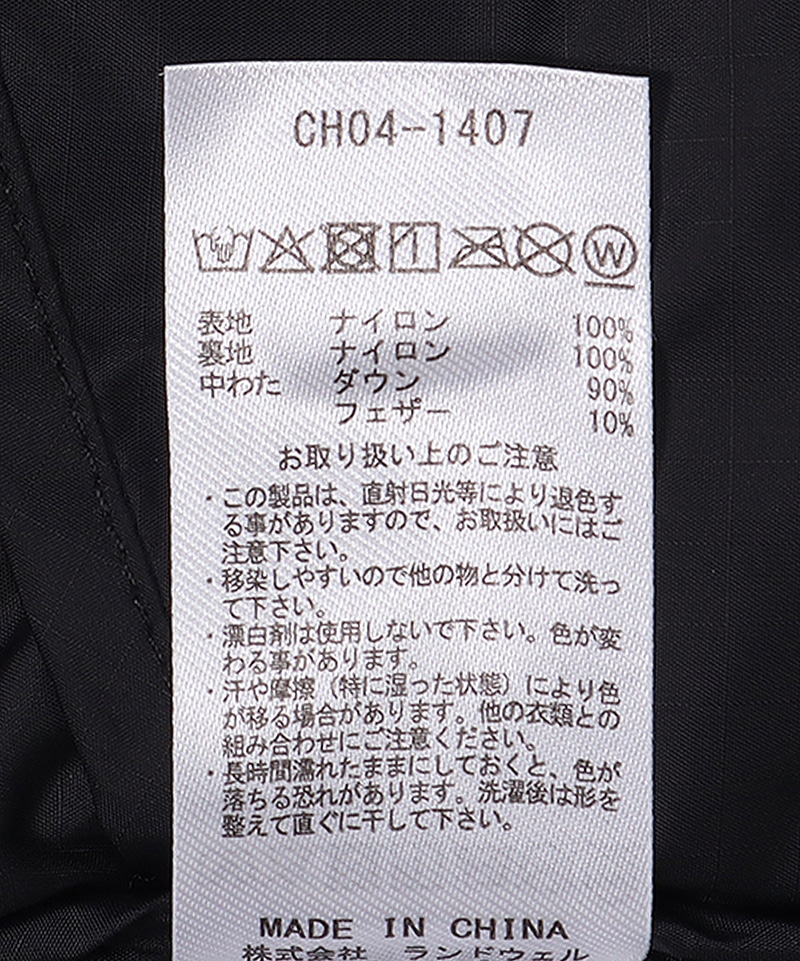 CH04-1407
W
表地 ナイロン 100%
裏地 ナイロン 100%
中わた ダウン 90%
フェザー 10%
お取り扱い上のご注意
・この製品は、直射日光等により退色す
る事がありますので、お取扱いにはご
注意下さい。
・移染しやすいので他の物と分けて洗っ
て下さい。
・漂白剤は使用しないで下さい。色が変
わる事があります。
・汗や摩擦（特に湿った状態）により色
が移る場合があります。他の衣類との
組み合わせにご注意ください。
・長時間濡れたままにしておくと、色が
落ちる恐れがあります。洗濯後は形を
整えて直ぐに干して下さい。
MADE IN CHINA
株式会社 ランドウェル